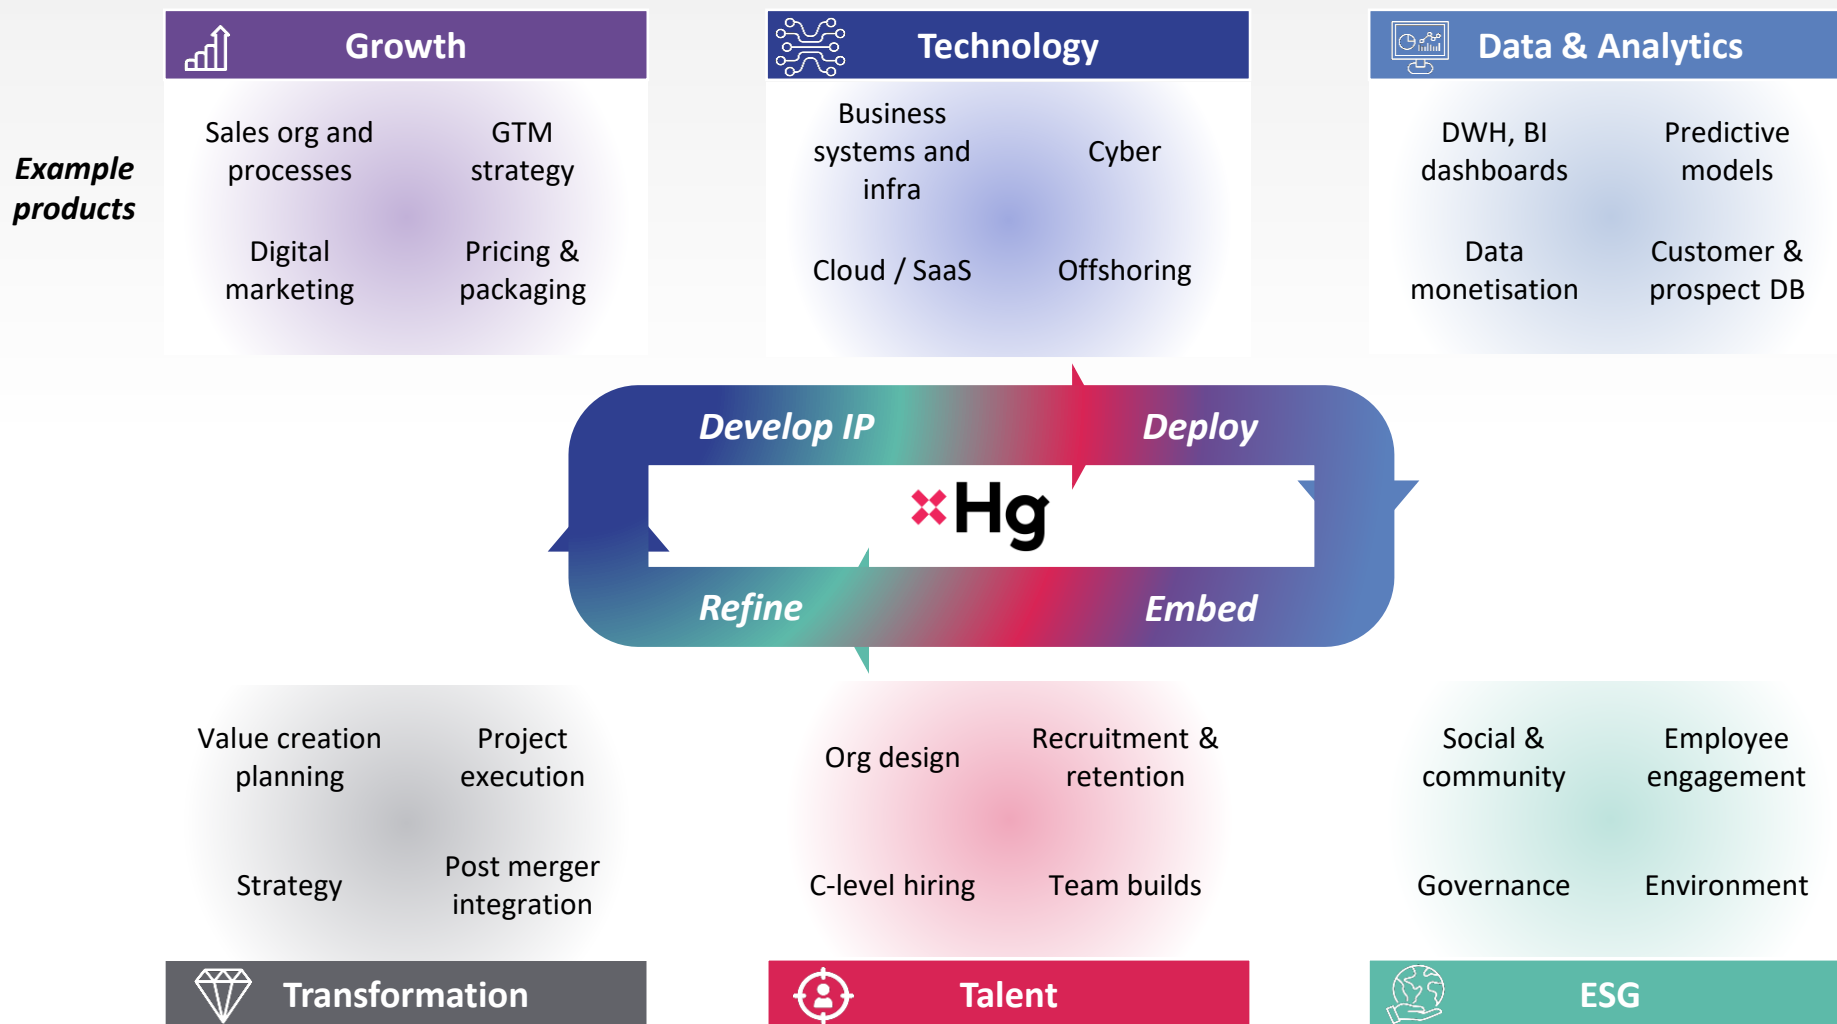 Growth
Technology
Data & Analytics
Example
products
Sales org and
processes
GTM
strategy
Digital
marketing
Pricing &
packaging
Business
systems and
infra
Cyber
Cloud / SaaS
Offshoring
DWH, BI
dashboards
Predictive
models
Data
monetisation
Customer &
prospect DB
Develop IP
Deploy
Hg
Refine
Embed
Value creation
planning
Project
execution
Strategy
Post merger
integration
Org design
Recruitment &
retention
C-level hiring
Team builds
Social &
community
Employee
engagement
Governance
Environment
Transformation
Talent
ESG